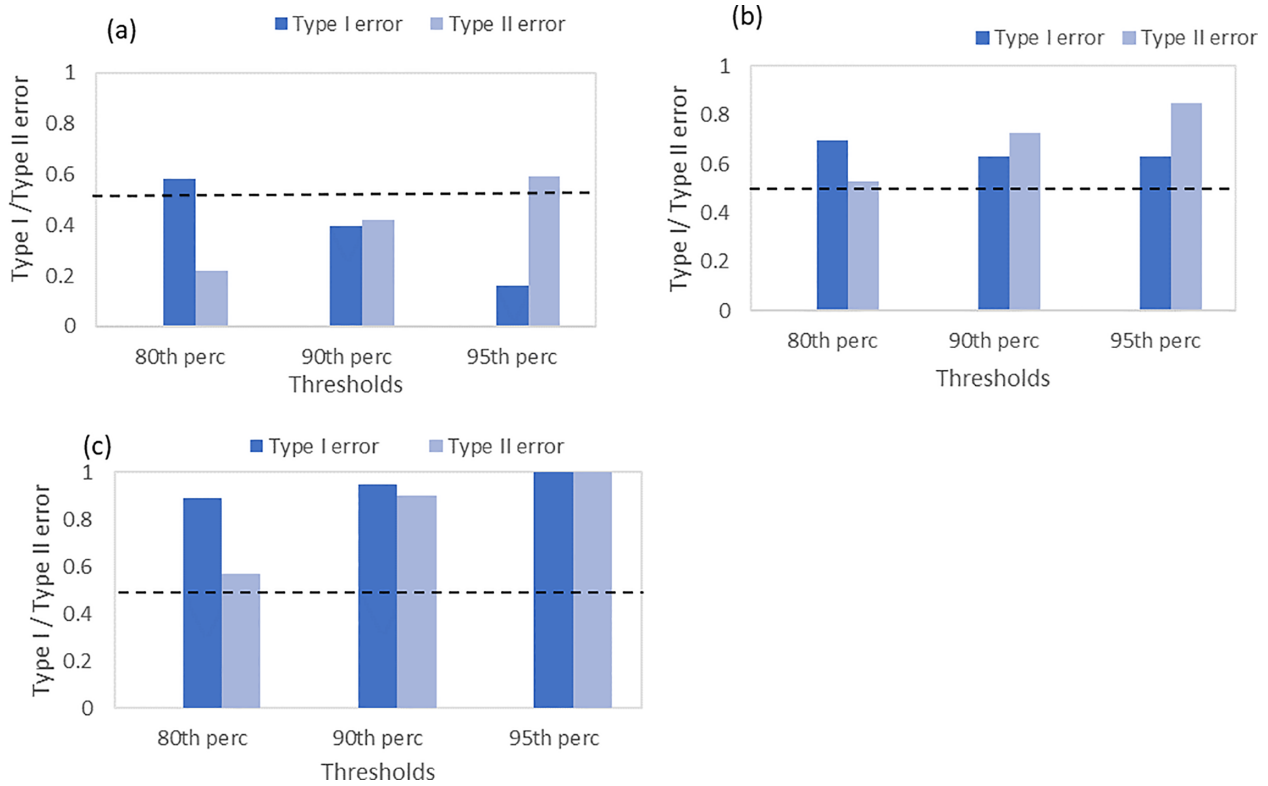 (a)
Type I error Type II error
Type I /Type II error
1
0.8
0.6
0.4
0.2
0
80th perc 90th perc 95th perc
Thresholds
(b)
Type I error Type II error
Type I/ Type II error
1
0.8
0.6
0.4
0.2
0
80th perc 90th perc 95th perc
Thresholds
(c)
Type I error Type II error
Type I / Type II error
1
0.8
0.6
0.4
0.2
0
80th perc 90th perc 95th perc
Thresholds